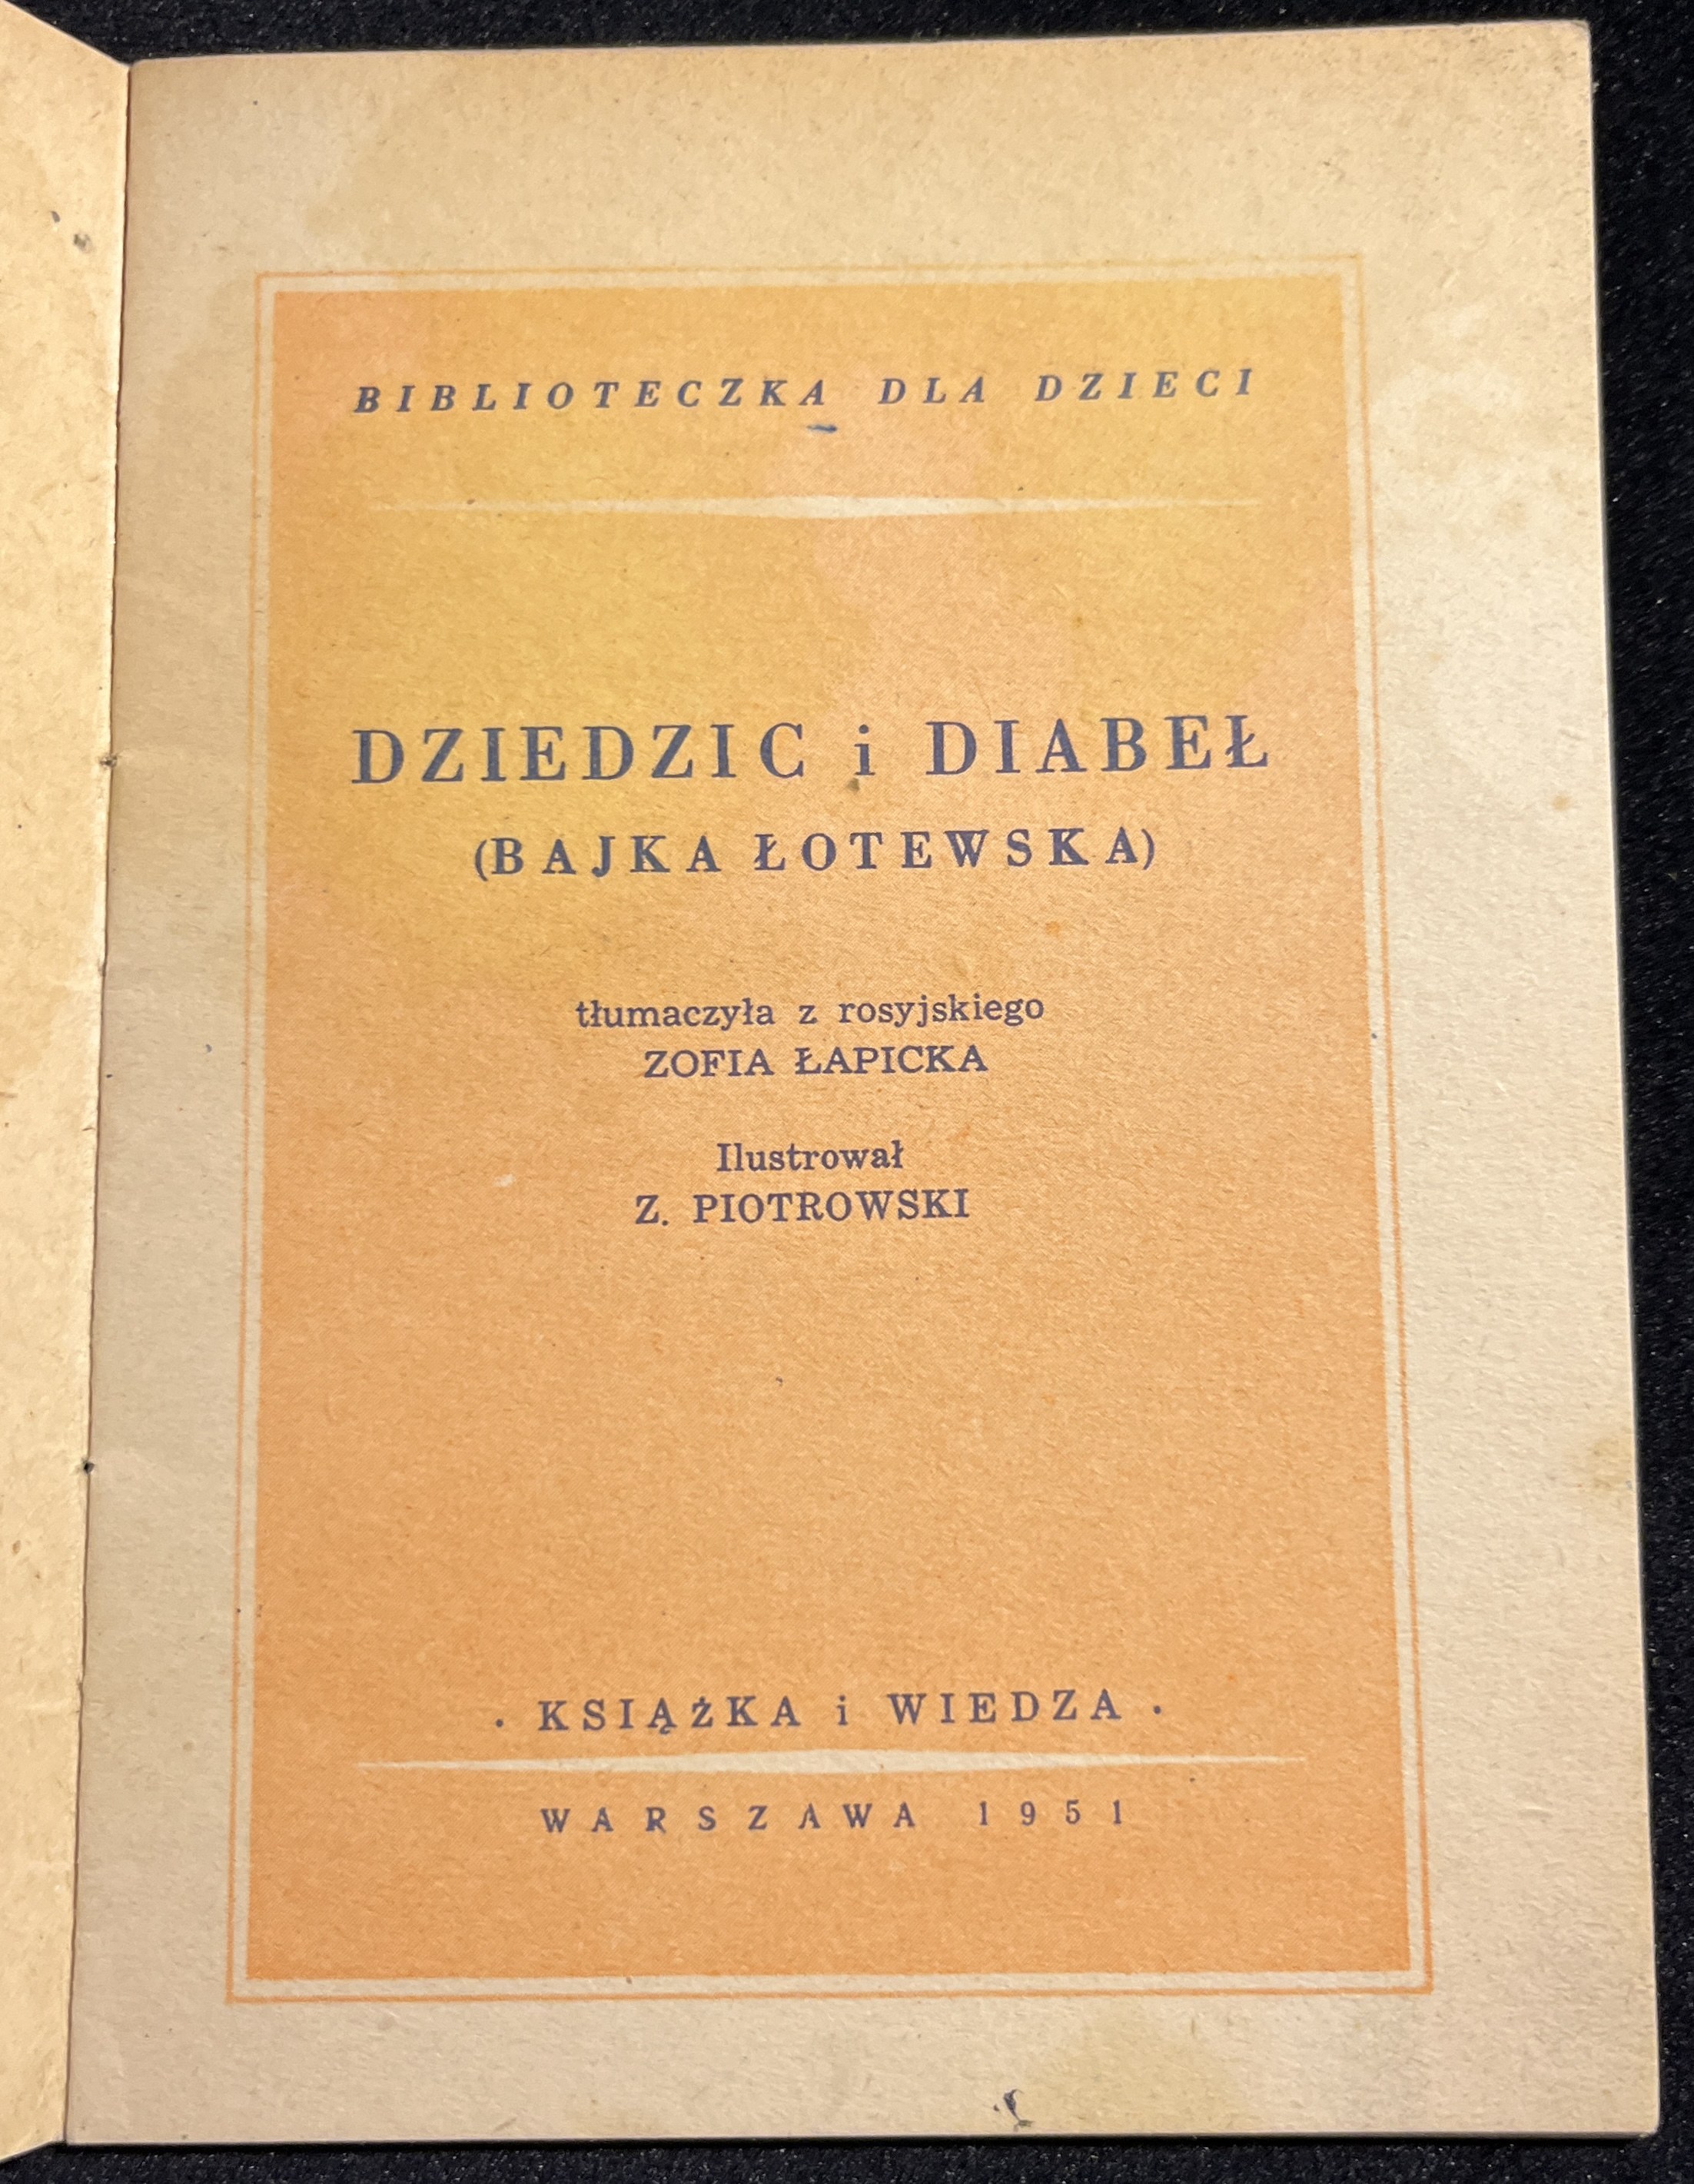 BIBLIOTECZKA DLA DZIECI
DZIEDZIC i DIABEŁ
(BAJKA ŁOTEWSKA)
tłumaczyła z rosyjskiego
ZOFIA ŁAPICKA
Ilustrował
Z. PIOTROWSKI
· KSIĄŻKA i WIEDZA ·
WARSZAWA 1951